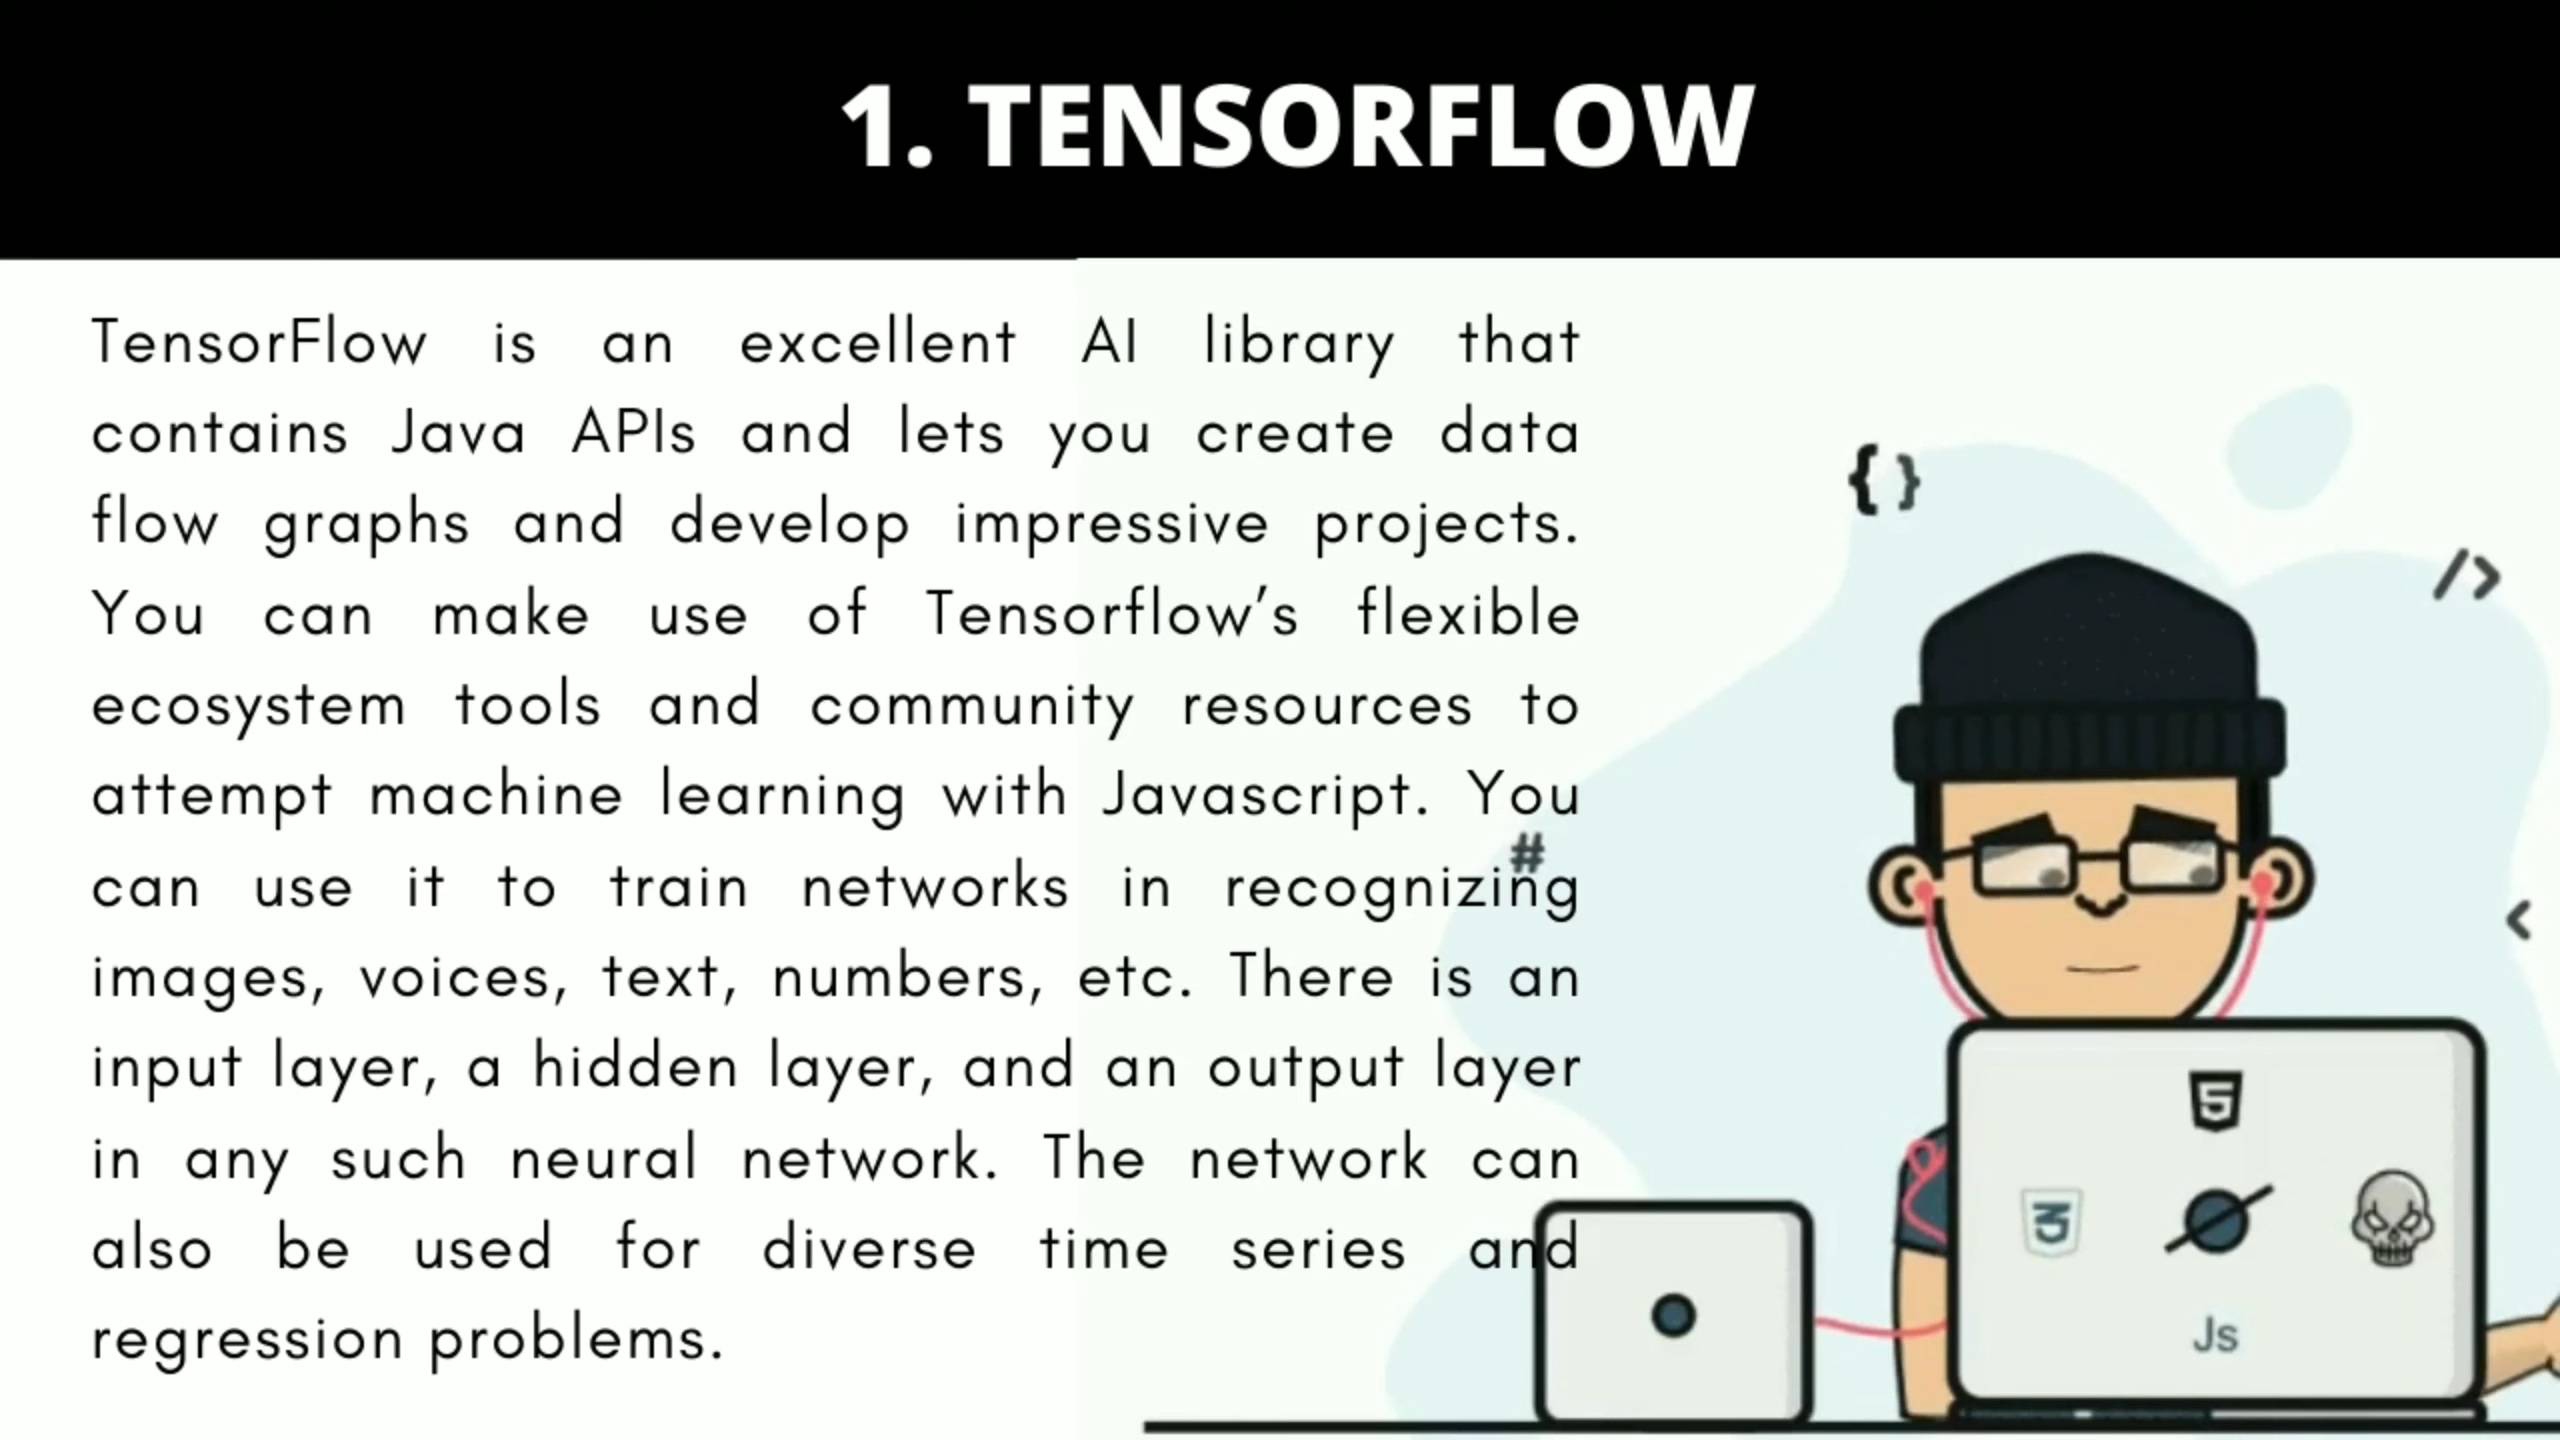 1. TENSORFLOW
TensorFlow is an excellent AI library that
contains Java APIs and lets you create data
flow graphs and develop impressive projects.
You can make use of Tensorflow’s flexible
ecosystem tools and community resources to
attempt machine learning with Javascript. You
can use it to train networks in recognizing
images, voices, text, numbers, etc. There is an
input layer, a hidden layer, and an output layer
in any such neural network. The network can
also be used for diverse time series and
regression problems.
{ }
/>
#
<
5
3
Js